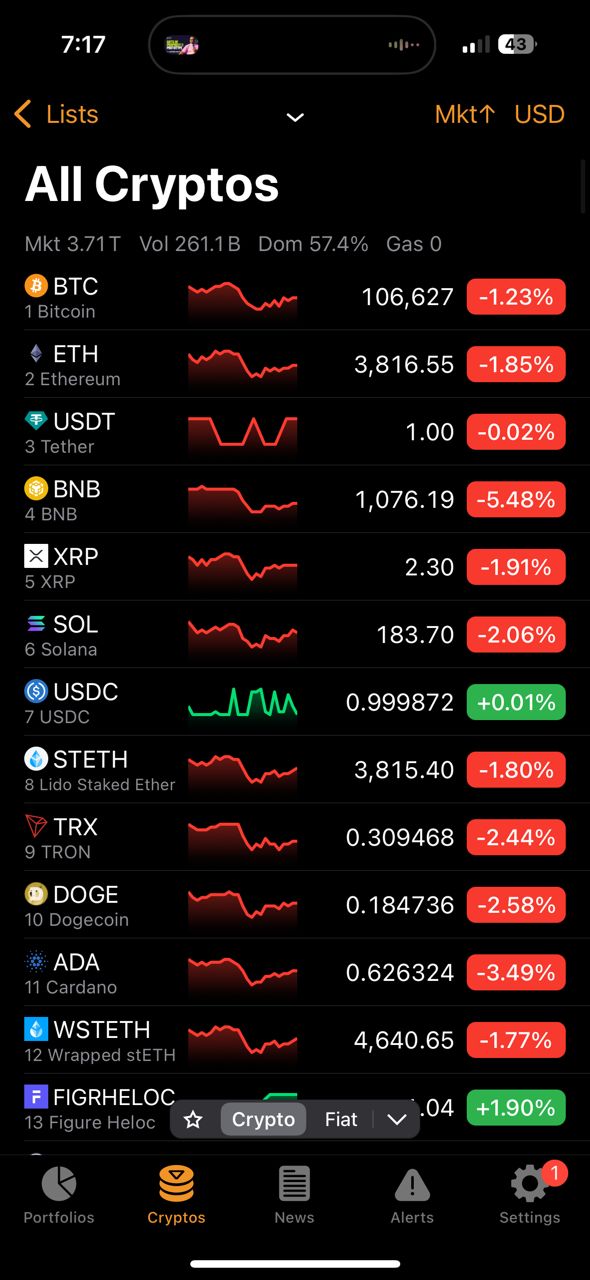 7:17
43
Lists
Mkt↑ USD
All Cryptos
Mkt 3.71T Vol 261.1B Dom 57.4% Gas 0
BTC
1 Bitcoin
106,627 -1.23%
ETH
2 Ethereum
3,816.55 -1.85%
USDT
3 Tether
1.00 -0.02%
BNB
4 BNB
1,076.19 -5.48%
XRP
5 XRP
2.30 -1.91%
SOL
6 Solana
183.70 -2.06%
USDC
7 USDC
0.999872 +0.01%
STETH
8 Lido Staked Ether
3,815.40 -1.80%
TRX
9 TRON
0.309468 -2.44%
DOGE
10 Dogecoin
0.184736 -2.58%
ADA
11 Cardano
0.626324 -3.49%
WSTETH
12 Wrapped stETH
4,640.65 -1.77%
FIGRHELOC
13 Figure Heloc
.04 +1.90%
Crypto Fiat
Portfolios Cryptos News Alerts Settings
1